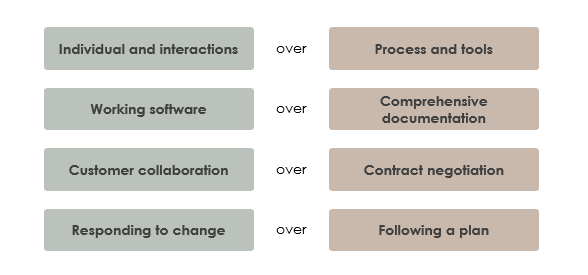 Individual and interactions over Process and tools
Working software over Comprehensive
documentation
Customer collaboration over Contract negotiation
Responding to change over Following a plan